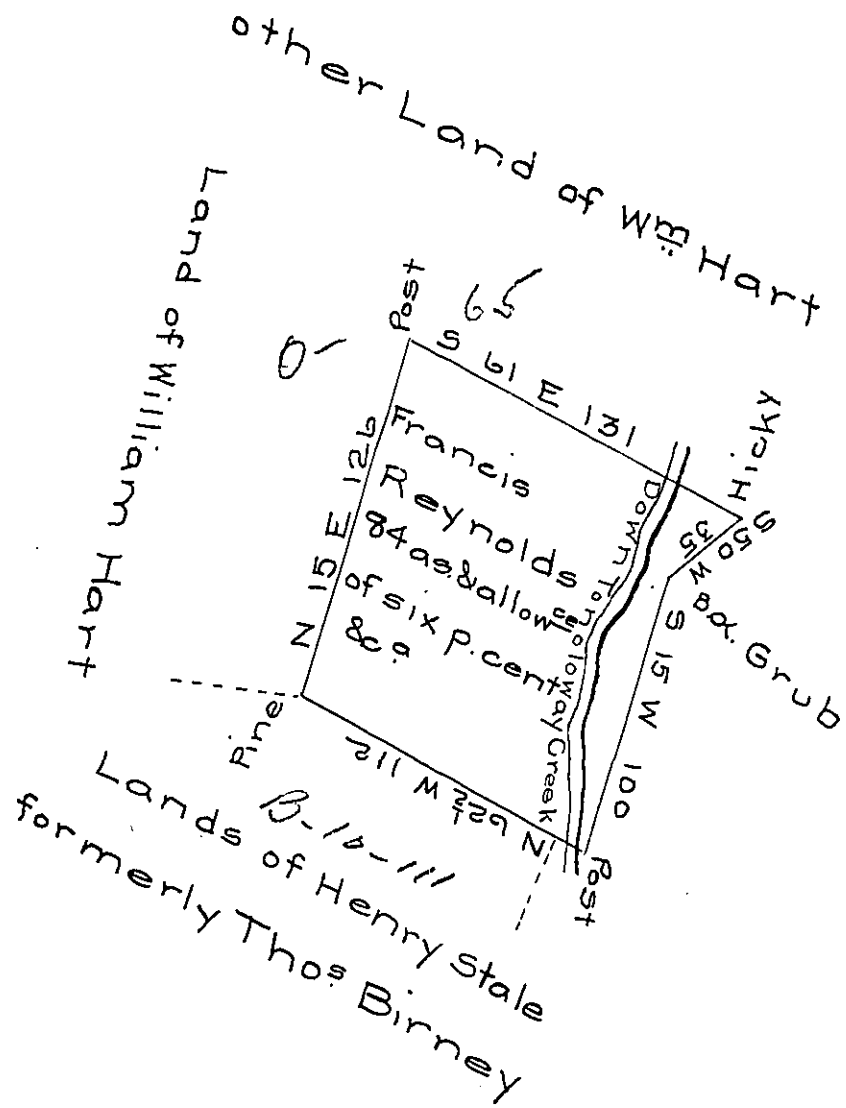 other Land of Wm: Hart
Land of William Hart
Post
65
S 61 E 131
Hicky
S 50 W 35
B.O. Grub
S 15 W 100
Post
N 62½ W 112
Pine
N 15 E 126
Francis
Reynolds
84 as. & allowce
of six p. cent
&ca
Down Tonoloway Creek
B-10-111
Lands of Henry Stale
formerly Thos. Birney